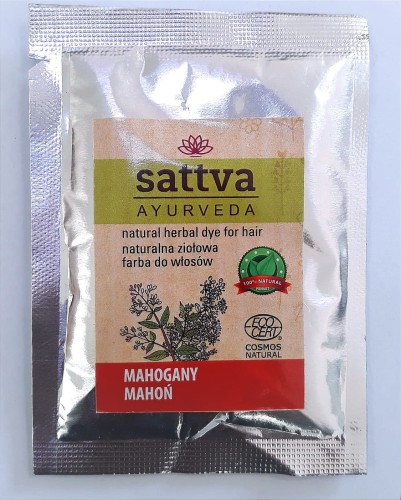 sattva
AYURVEDA
natural herbal dye for hair
naturalna ziołowa
farba do włosów
100% NATURAL
PRODUCT
ECO
CERT
COSMOS
NATURAL
MAHOGANY
MAHOŃ